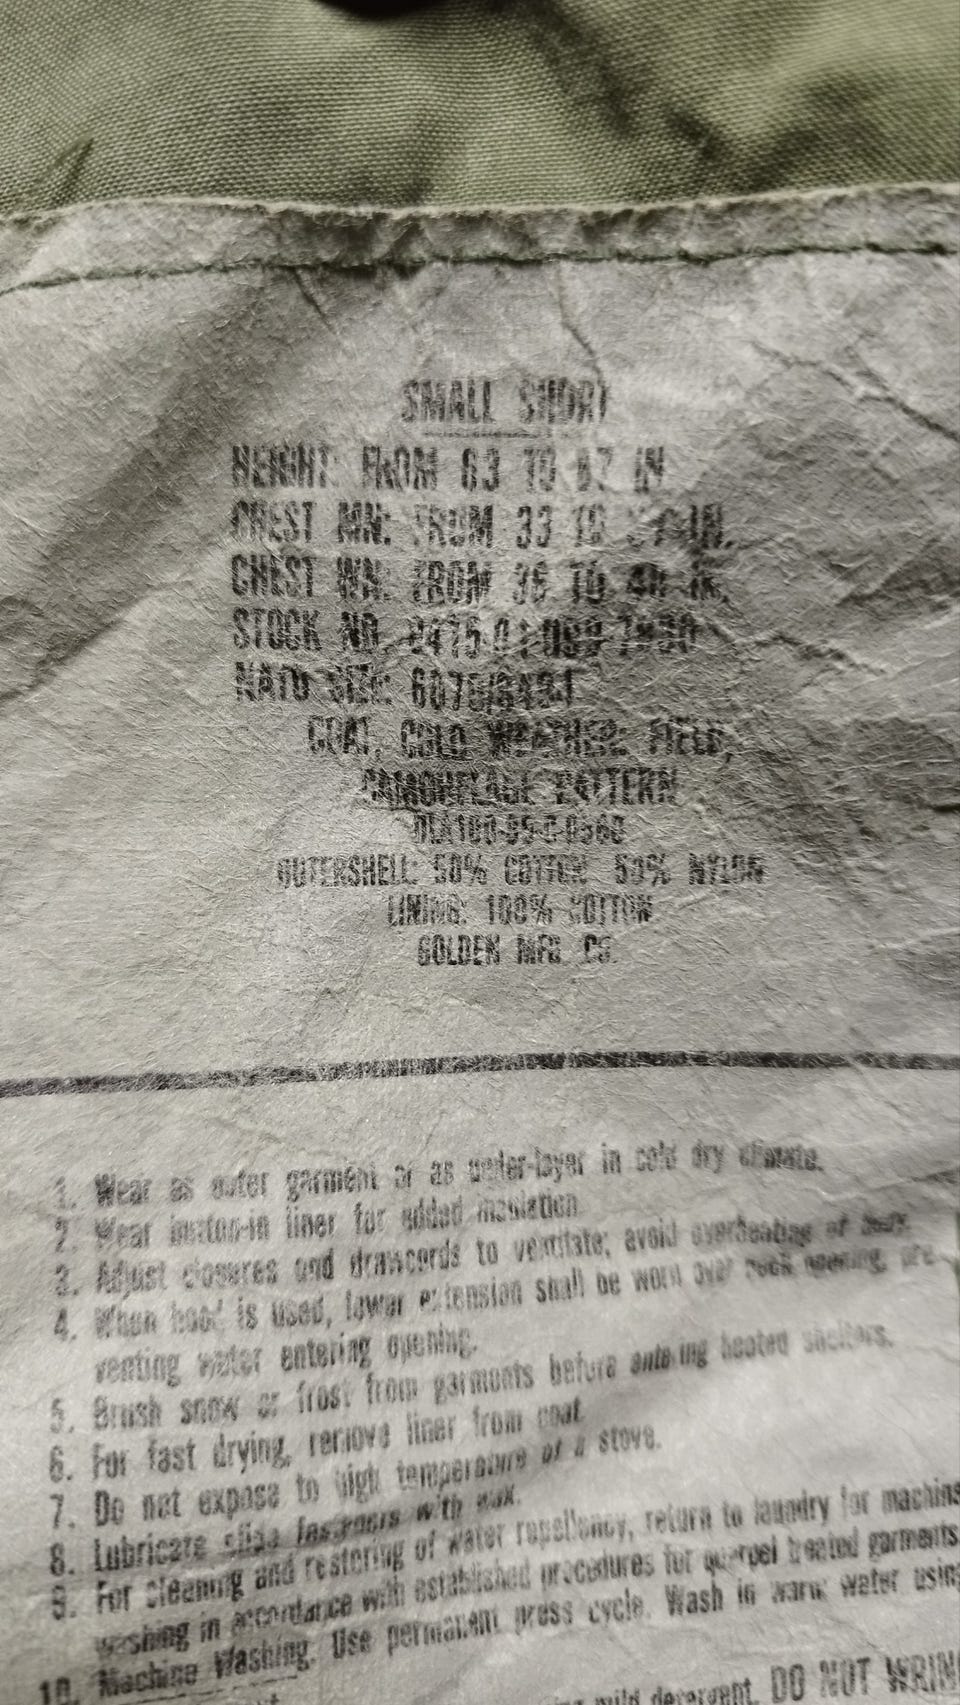 SMALL SHORT
HEIGHT: FROM 63 TO 67 IN
CHEST MN: FROM 33 TO IN.
CHEST WN: FROM 36 TO 40 IN.
STOCK NO.
NATO SIZE:
COAT, COLD WEATHER: FIELD,
CAMOUFLAGE PATTERN
OUTERSHELL: 50% COTTON 50% NYLON
LINING: 100% COTTON
GOLDEN MFG. CO.
1. Wear as outer garment or as under-layer in cold dry climate.
2. Wear button-in liner for added insulation
3. Adjust closures and drawcords to ventilate; avoid overheating of body.
4. When hood is used, lower extension shall be worn over neck opening, pre-
venting water entering opening.
5. Brush snow or frost from garments before entering heated shelters.
6. For fast drying, remove liner from coat.
7. Do not expose to high temperature of a stove.
8. Lubricate slide fasteners with wax.
9. For cleaning and restoring of water repellency, return to laundry for machine
washing in accordance with established procedures for quarpel treated garments
10. Machine Washing. Use permanent press cycle. Wash in warm water using
mild detergent. DO NOT WRIN